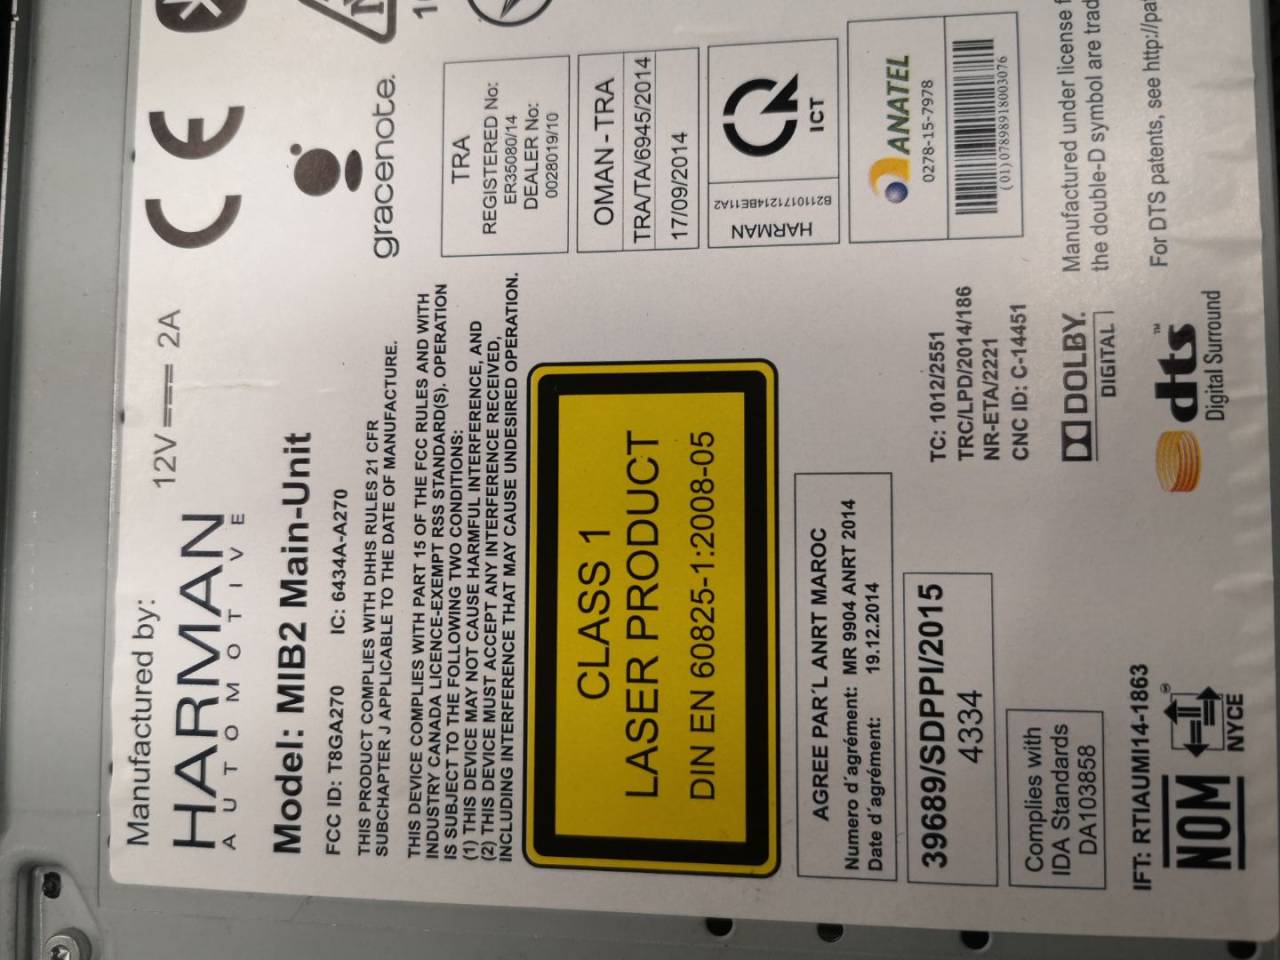 Manufactured by:
HARMAN
AUTOMOTIVE
12V 2A
Model: MIB2 Main-Unit
FCC ID: T8GA270 IC: 6434A-A270
THIS PRODUCT COMPLIES WITH DHHS RULES 21 CFR
SUBCHAPTER J APPLICABLE TO THE DATE OF MANUFACTURE.
THIS DEVICE COMPLIES WITH PART 15 OF THE FCC RULES AND WITH
INDUSTRY CANADA LICENCE-EXEMPT RSS STANDARD(S). OPERATION
IS SUBJECT TO THE FOLLOWING TWO CONDITIONS:
(1) THIS DEVICE MAY NOT CAUSE HARMFUL INTERFERENCE, AND
(2) THIS DEVICE MUST ACCEPT ANY INTERFERENCE RECEIVED,
INCLUDING INTERFERENCE THAT MAY CAUSE UNDESIRED OPERATION.
CLASS 1
LASER PRODUCT
DIN EN 60825-1:2008-05
AGREE PAR´L ANRT MAROC
Numero d´agrément: MR 9904 ANRT 2014
Date d´agrément: 19.12.2014
39689/SDPPI/2015
4334
Complies with
IDA Standards
DA103858
IFT: RTIAUMI14-1863
NOM
NYCE
CE
gracenote.
TRA
REGISTERED No:
ER35080/14
DEALER No:
0028019/10
OMAN - TRA
TRA/TA/6945/2014
17/09/2014
ICT
HARMAN
B2110171214BE11A2
ANATEL
0278-15-7978
(01)07898918003076
TC: 1012/2551
TRC/LPD/2014/186
NR-ETA/2221
CNC ID: C-14451
DOLBY.
DIGITAL
Manufactured under license
the double-D symbol are trad
dts™
Digital Surround
For DTS patents, see http://pa